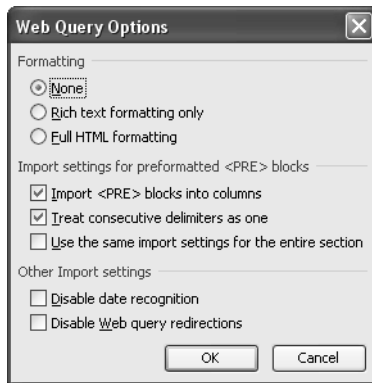 Web Query Options
Formatting
None
Rich text formatting only
Full HTML formatting
Import settings for preformatted <PRE> blocks
Import <PRE> blocks into columns
Treat consecutive delimiters as one
Use the same import settings for the entire section
Other Import settings
Disable date recognition
Disable Web query redirections
OK Cancel